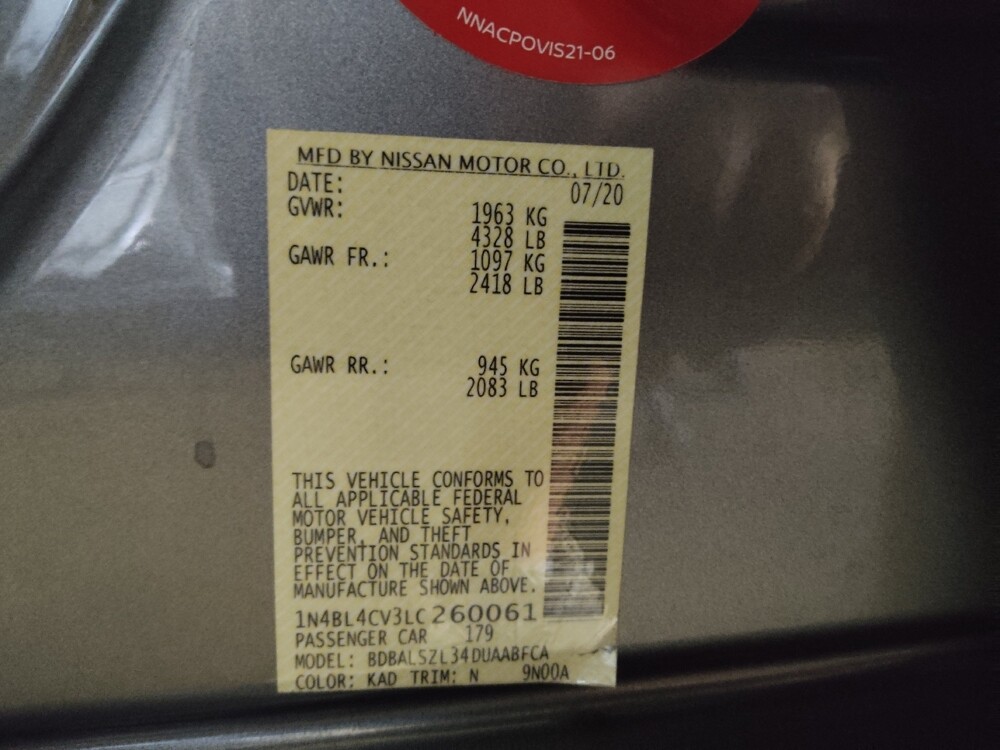 NNACPOVIS21-06
MFD BY NISSAN MOTOR CO., LTD.
DATE: 07/20
GVWR: 1963 KG
4328 LB
GAWR FR.: 1097 KG
2418 LB
GAWR RR.: 945 KG
2083 LB
THIS VEHICLE CONFORMS TO
ALL APPLICABLE FEDERAL
MOTOR VEHICLE SAFETY,
BUMPER, AND THEFT
PREVENTION STANDARDS IN
EFFECT ON THE DATE OF
MANUFACTURE SHOWN ABOVE.
1N4BL4CV3LC260061
PASSENGER CAR 179
MODEL: BDBALSZL34DUAABFCA
COLOR: KAD TRIM: N 9N00A